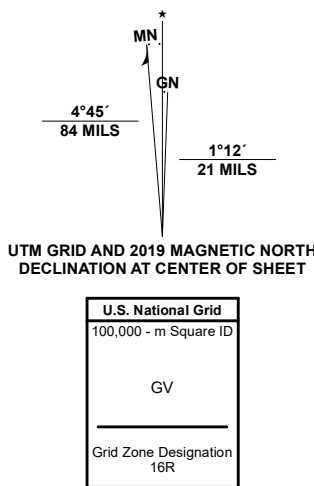 ★
MN
GN
4°45´
84 MILS
1°12´
21 MILS
UTM GRID AND 2019 MAGNETIC NORTH
DECLINATION AT CENTER OF SHEET
U.S. National Grid
100,000 - m Square ID
GV
Grid Zone Designation
16R